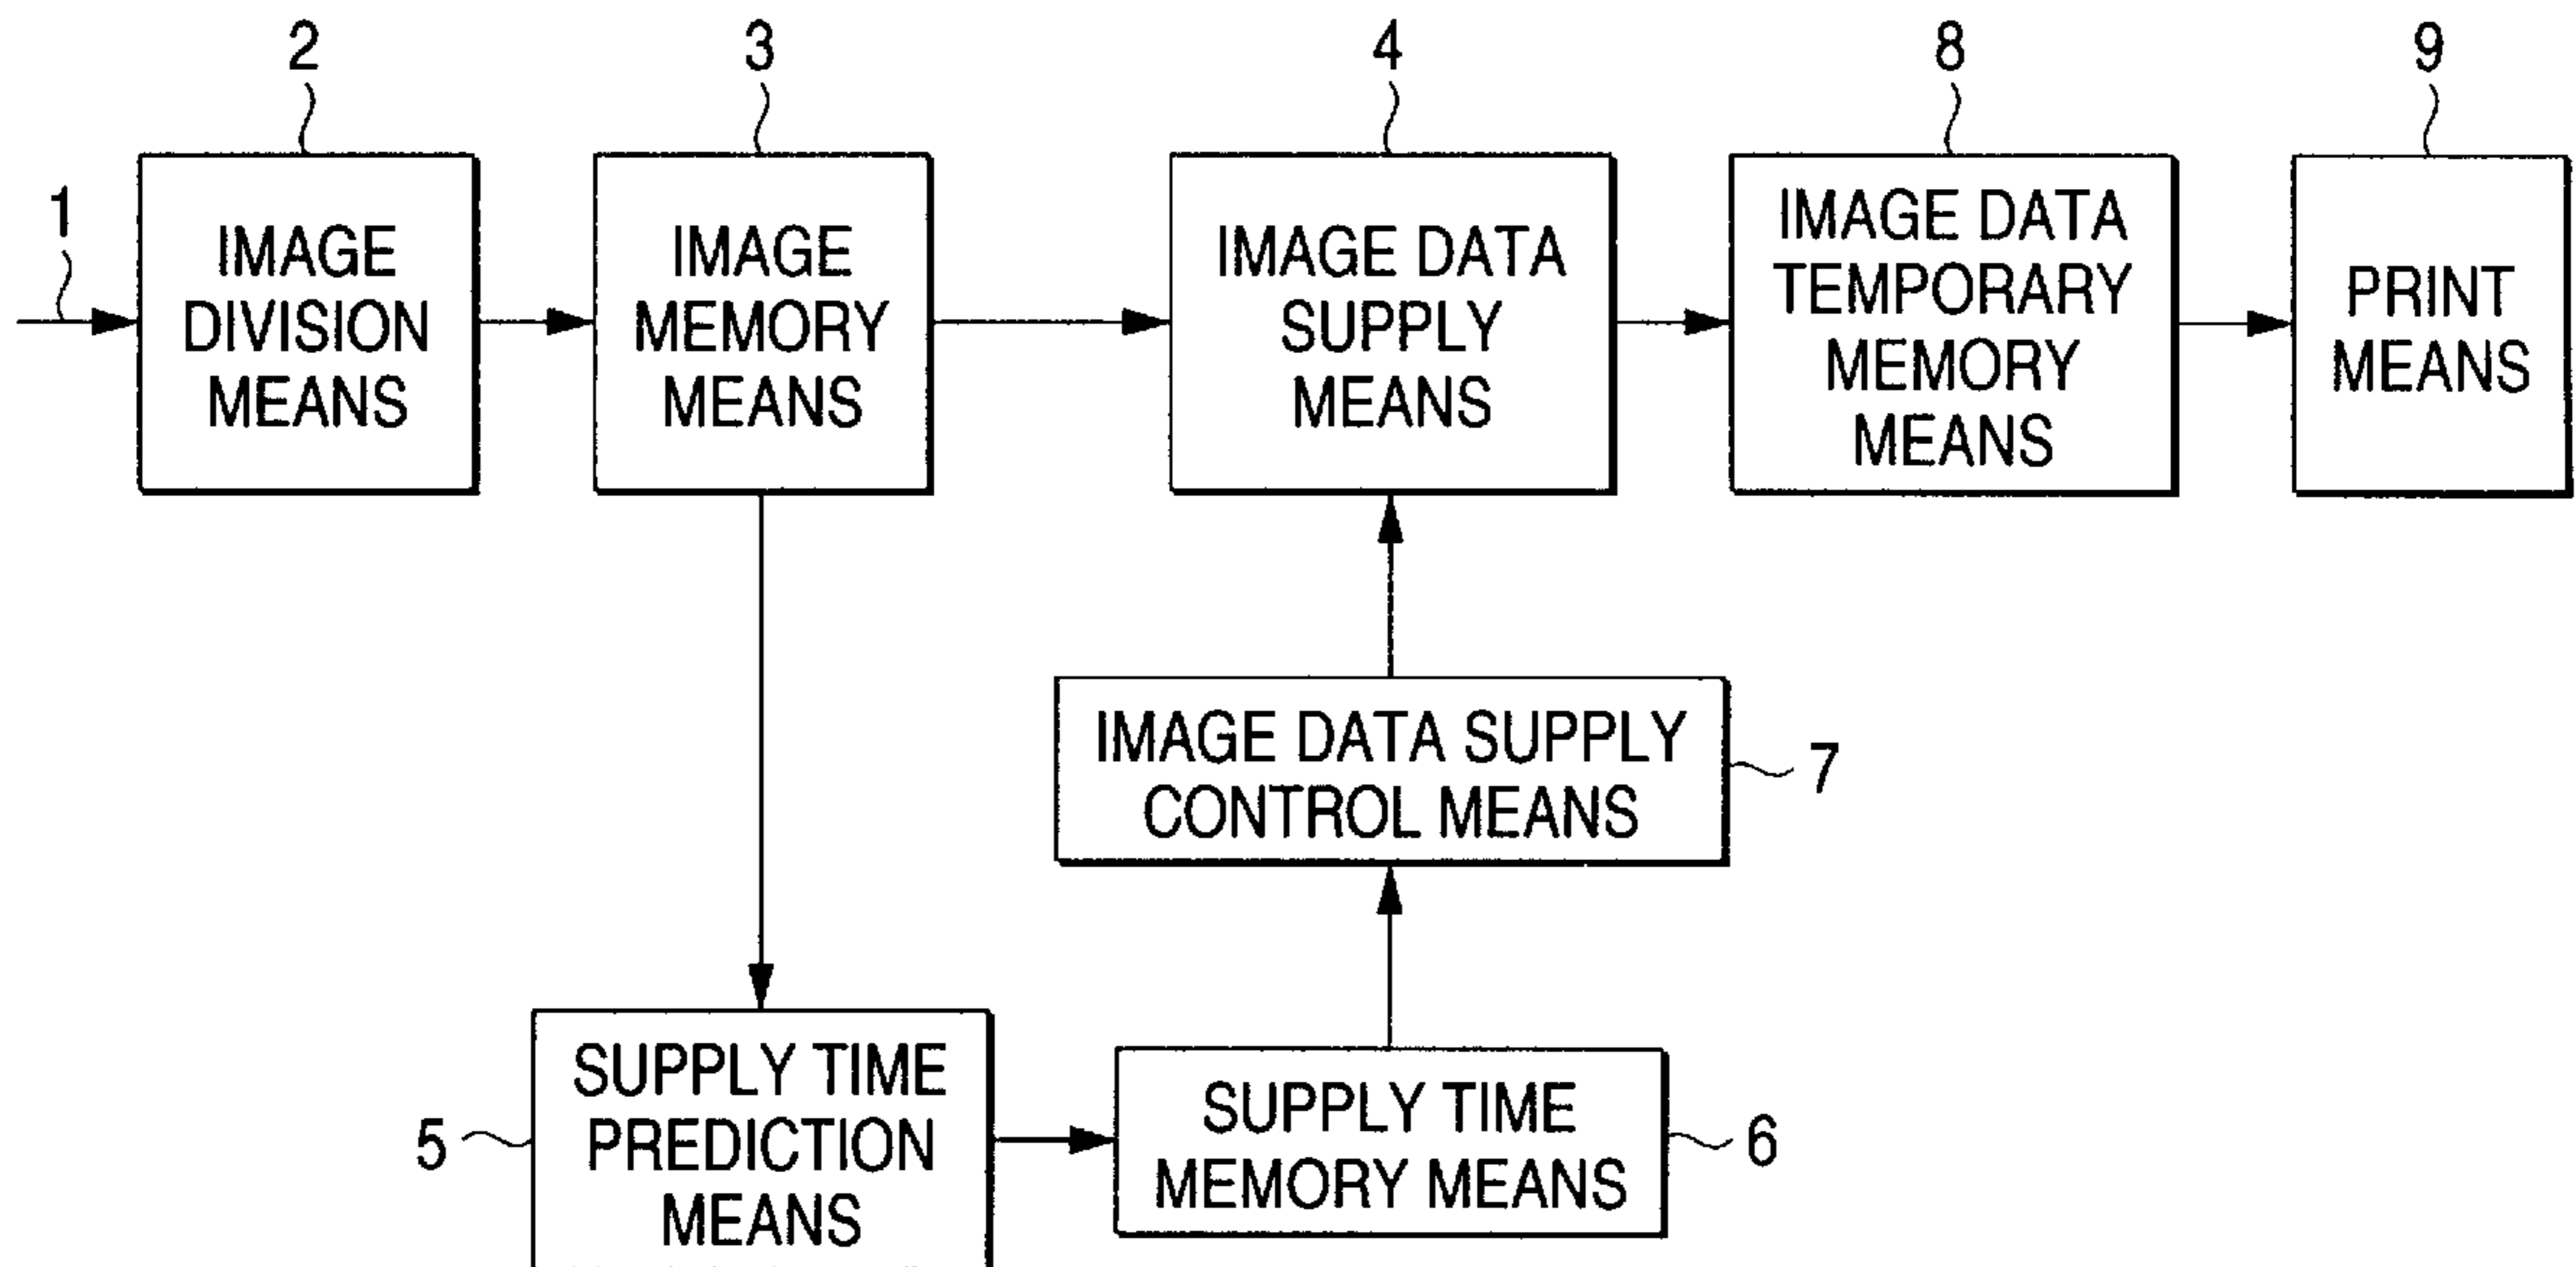 2
3
4
8
9
1
IMAGE
DIVISION
MEANS
IMAGE
MEMORY
MEANS
IMAGE DATA
SUPPLY
MEANS
IMAGE DATA
TEMPORARY
MEMORY
MEANS
PRINT
MEANS
IMAGE DATA SUPPLY
CONTROL MEANS
7
5
SUPPLY TIME
PREDICTION
MEANS
SUPPLY TIME
MEMORY MEANS
6